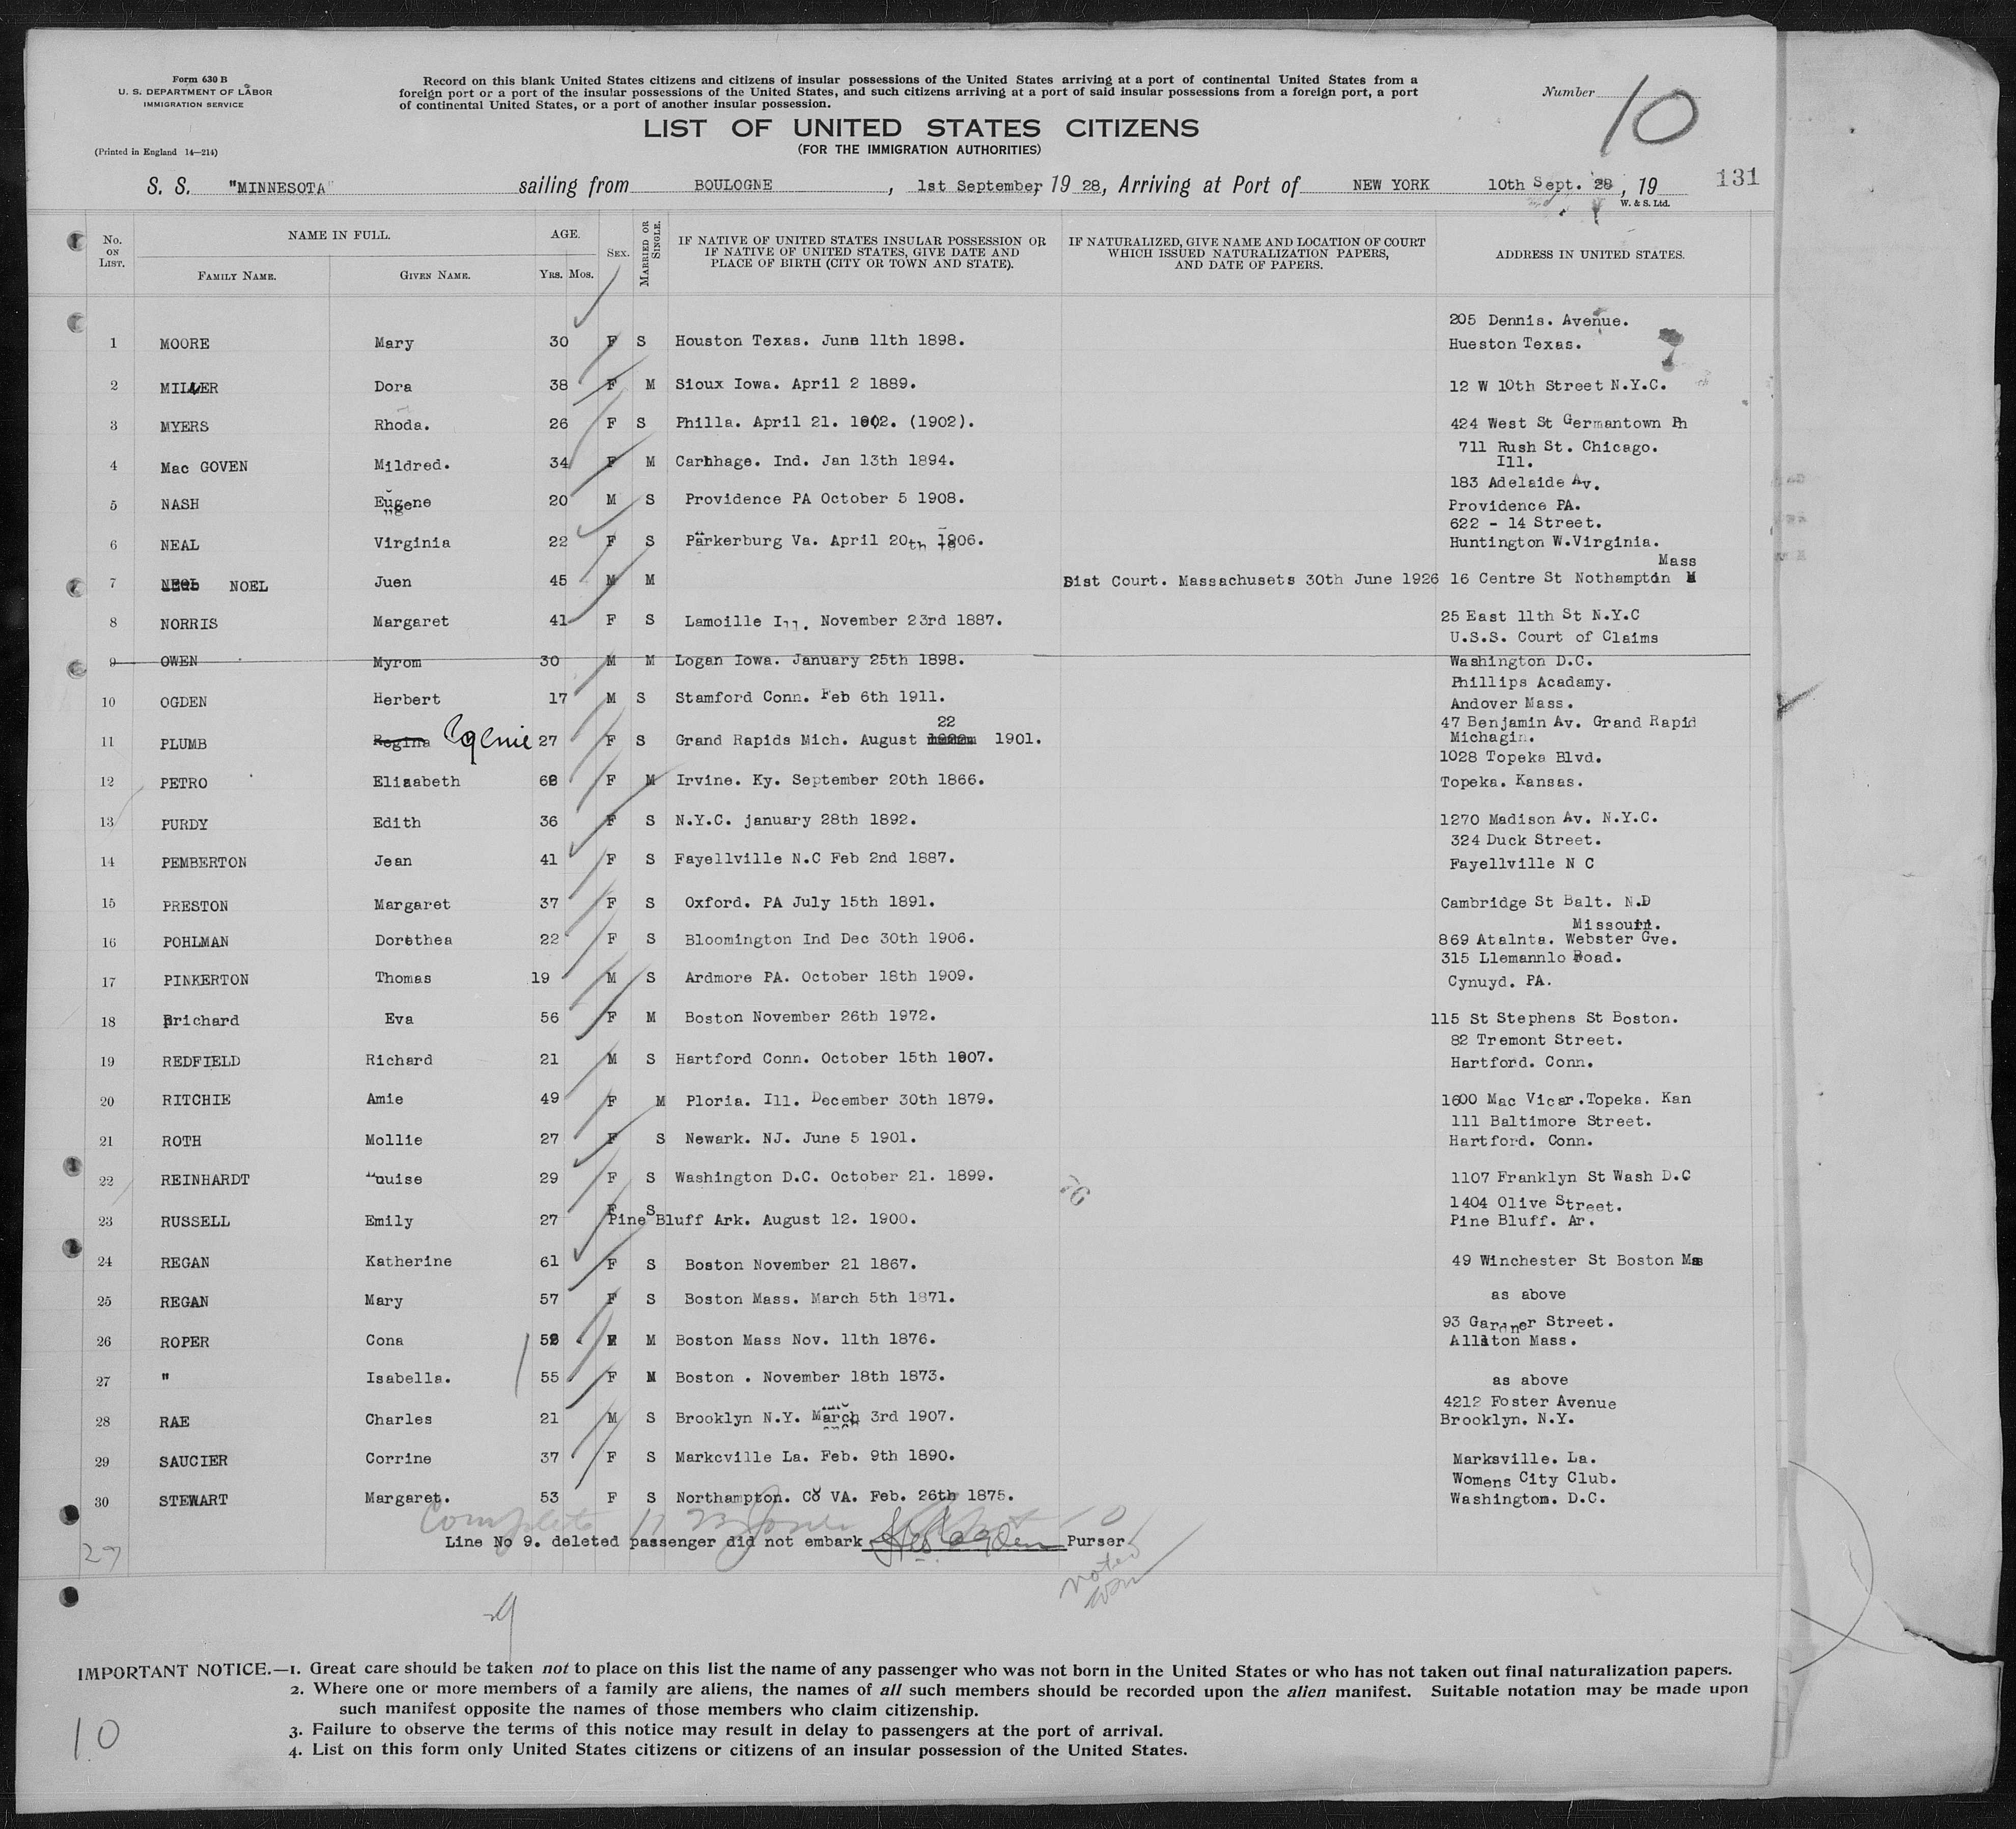 Form 630 B
U. S. DEPARTMENT OF LABOR
IMMIGRATION SERVICE
(Printed in England 14—214)
Record on this blank United States citizens and citizens of insular possessions of the United States arriving at a port of continental United States from a
foreign port or a port of the insular possessions of the United States, and such citizens arriving at a port of said insular possessions from a foreign port, a port
of continental United States, or a port of another insular possession.
Number 10
LIST OF UNITED STATES CITIZENS
(FOR THE IMMIGRATION AUTHORITIES)
S. S. "MINNESOTA" sailing from BOULOGNE, 1st September, 19 28, Arriving at Port of NEW YORK 10th Sept. 28, 19
131
W. & S. Ltd.
No. ON LIST. NAME IN FULL. FAMILY NAME. GIVEN NAME. AGE. YRS. MOS. SEX. MARRIED OR SINGLE.
IF NATIVE OF UNITED STATES INSULAR POSSESSION OR
IF NATIVE OF UNITED STATES, GIVE DATE AND
PLACE OF BIRTH (CITY OR TOWN AND STATE).
IF NATURALIZED, GIVE NAME AND LOCATION OF COURT
WHICH ISSUED NATURALIZATION PAPERS,
AND DATE OF PAPERS.
ADDRESS IN UNITED STATES.
205 Dennis. Avenue.
1 MOORE Mary 30 F S Houston Texas. June 11th 1898. Hueston Texas.
2 MILLER Dora 38 F M Sioux Iowa. April 2 1889. 12 W 10th Street N.Y.C.
3 MYERS Rhoda. 26 F S Philla. April 21. 1902. (1902). 424 West St Germantown Ph
711 Rush St. Chicago.
4 Mac GOVEN Mildred. 34 F M Carhhage. Ind. Jan 13th 1894. Ill.
183 Adelaide Av.
5 NASH Eugene 20 M S Providence PA October 5 1908. Providence PA.
622 - 14 Street.
6 NEAL Virginia 22 F S Parkerburg Va. April 20th 1906. Huntington W.Virginia.
Mass
7 NOEL Juen 45 M M Dist Court. Massachusets 30th June 1926 16 Centre St Nothampton M
8 NORRIS Margaret 41 F S Lamoille Ill. November 23rd 1887. 25 East 11th St N.Y.C
U.S.S. Court of Claims
9 OWEN Myrom 30 M M Logan Iowa. January 25th 1898. Washington D.C.
Phillips Acadamy.
10 OGDEN Herbert 17 M S Stamford Conn. Feb 6th 1911. Andover Mass.
22
47 Benjamin Av. Grand Rapid
11 PLUMB Regina 27 F S Grand Rapids Mich. August 1901. Michagin.
1028 Topeka Blvd.
12 PETRO Elizabeth 62 F M Irvine. Ky. September 20th 1866. Topeka. Kansas.
13 PURDY Edith 36 F S N.Y.C. january 28th 1892. 1270 Madison Av. N.Y.C.
324 Duck Street.
14 PEMBERTON Jean 41 F S Fayellville N.C Feb 2nd 1887. Fayellville N C
15 PRESTON Margaret 37 F S Oxford. PA July 15th 1891. Cambridge St Balt. N.D
Missouri.
16 POHLMAN Dorethea 22 F S Bloomington Ind Dec 30th 1906. 869 Atalnta. Webster Gve.
315 Llemannlo Road.
17 PINKERTON Thomas 19 M S Ardmore PA. October 18th 1909. Cynuyd. PA.
18 Prichard Eva 56 F M Boston November 26th 1972. 115 St Stephens St Boston.
82 Tremont Street.
19 REDFIELD Richard 21 M S Hartford Conn. October 15th 1907. Hartford. Conn.
20 RITCHIE Amie 49 F M Ploria. Ill. December 30th 1879. 1600 Mac Vicar.Topeka. Kan
111 Baltimore Street.
21 ROTH Mollie 27 F S Newark. NJ. June 5 1901. Hartford. Conn.
22 REINHARDT Louise 29 F S Washington D.C. October 21. 1899. 1107 Franklyn St Wash D.C
1404 Olive Street.
23 RUSSELL Emily 27 F S Pine Bluff Ark. August 12. 1900. Pine Bluff. Ar.
24 REGAN Katherine 61 F S Boston November 21 1867. 49 Winchester St Boston Mas
25 REGAN Mary 57 F S Boston Mass. March 5th 1871. as above
93 Gardner Street.
26 ROPER Cona 52 M Boston Mass Nov. 11th 1876. Allston Mass.
27 " Isabella. 55 F M Boston . November 18th 1873. as above
4212 Foster Avenue
28 RAE Charles 21 M S Brooklyn N.Y. March 3rd 1907. Brooklyn. N.Y.
29 SAUCIER Corrine 37 F S Markcville La. Feb. 9th 1890. Marksville. La.
Womens City Club.
30 STEWART Margaret. 53 F S Northampton. Co VA. Feb. 26th 1875. Washington. D.C.
Complete
Line No 9. deleted passenger did not embark Purser
noted
27
IMPORTANT NOTICE.—1. Great care should be taken not to place on this list the name of any passenger who was not born in the United States or who has not taken out final naturalization papers.
2. Where one or more members of a family are aliens, the names of all such members should be recorded upon the alien manifest. Suitable notation may be made upon
such manifest opposite the names of those members who claim citizenship.
3. Failure to observe the terms of this notice may result in delay to passengers at the port of arrival.
4. List on this form only United States citizens or citizens of an insular possession of the United States.
10